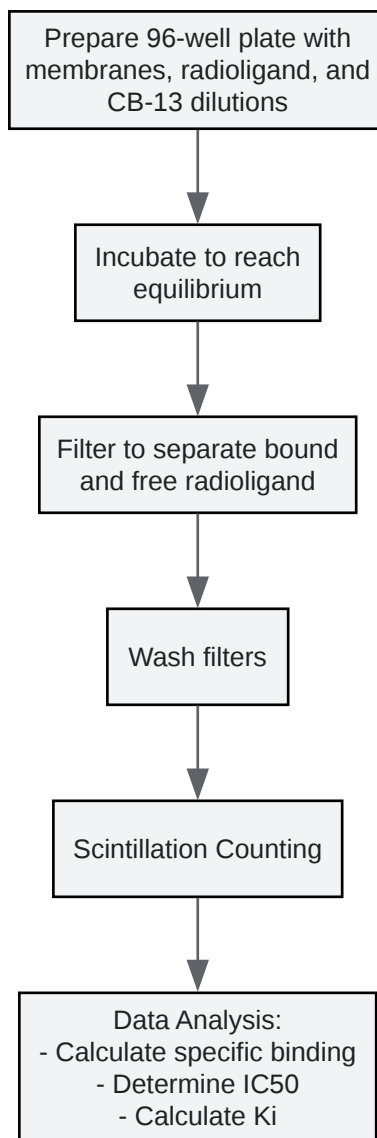 Prepare 96-well plate with
membranes, radioligand, and
CB-13 dilutions
Incubate to reach
equilibrium
Filter to separate bound
and free radioligand
Wash filters
Scintillation Counting
Data Analysis:
- Calculate specific binding
- Determine IC50
- Calculate Ki